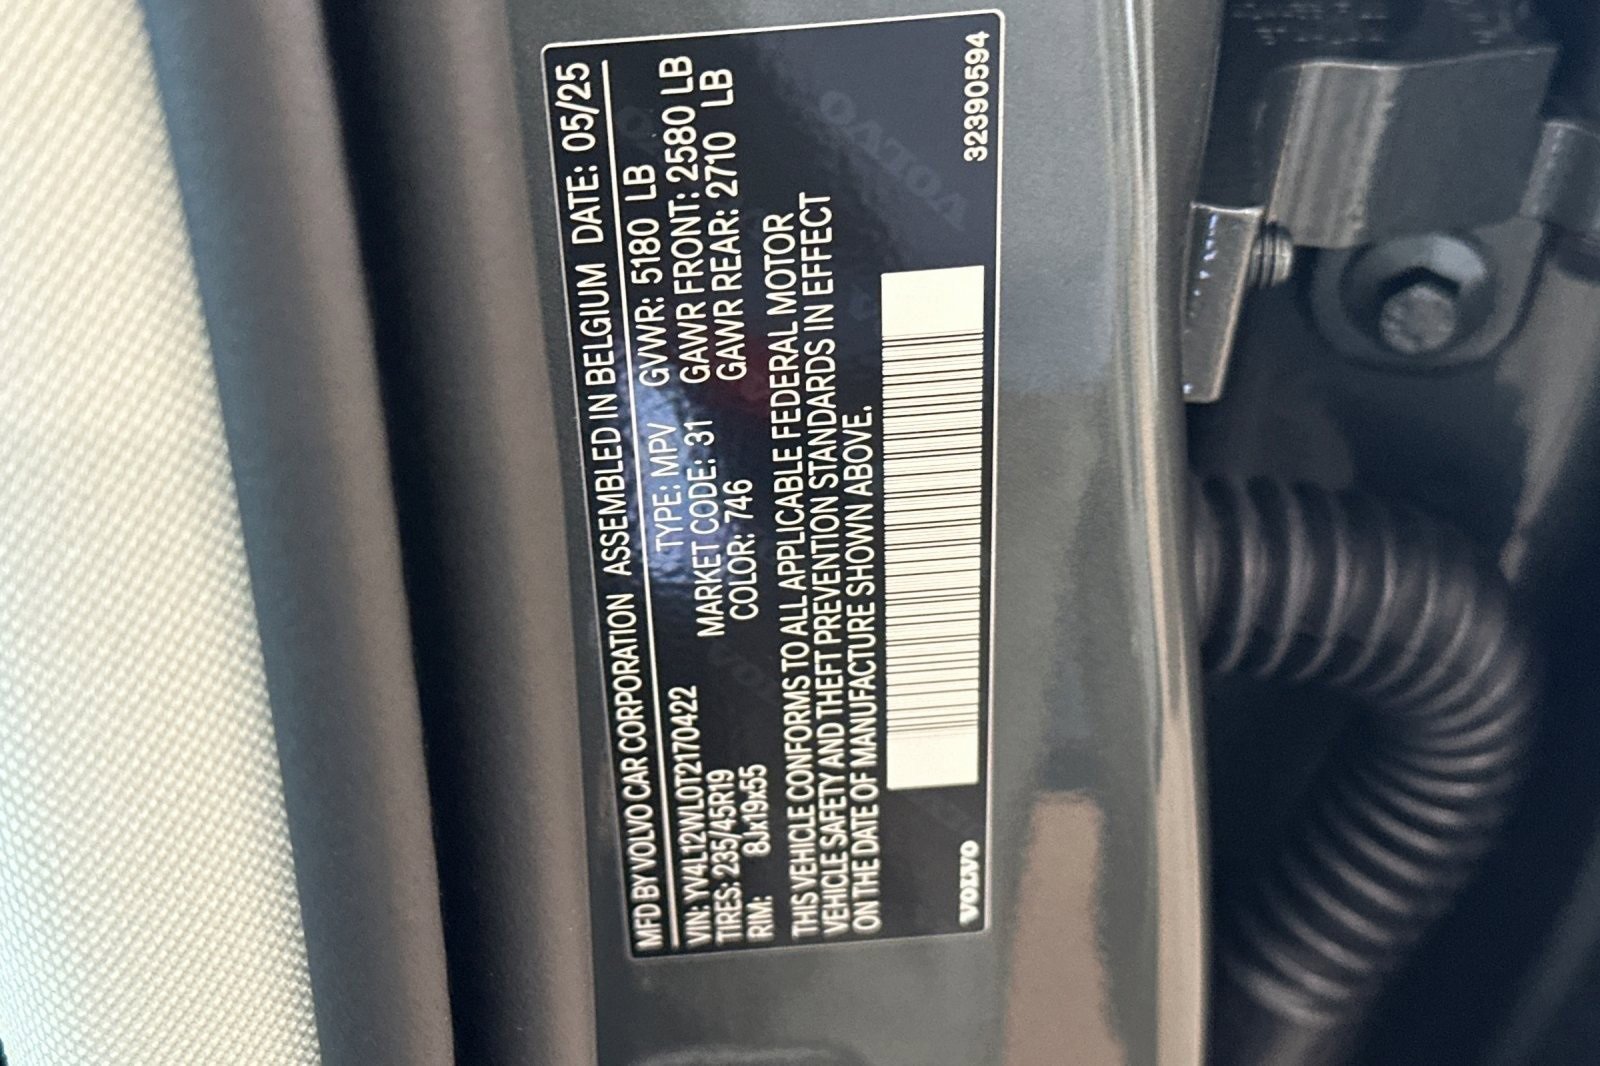 MFD BY VOLVO CAR CORPORATION ASSEMBLED IN BELGIUM DATE: 05/25
VIN: YV4L12WL0T2170422 TYPE: MPV GVWR: 5180 LB
TIRES: 235/45R19 MARKET CODE: 31 GAWR FRONT: 2580 LB
RIM: 8Jx19x55 COLOR: 746 GAWR REAR: 2710 LB
THIS VEHICLE CONFORMS TO ALL APPLICABLE FEDERAL MOTOR
VEHICLE SAFETY AND THEFT PREVENTION STANDARDS IN EFFECT
ON THE DATE OF MANUFACTURE SHOWN ABOVE.
VOLVO 32390594